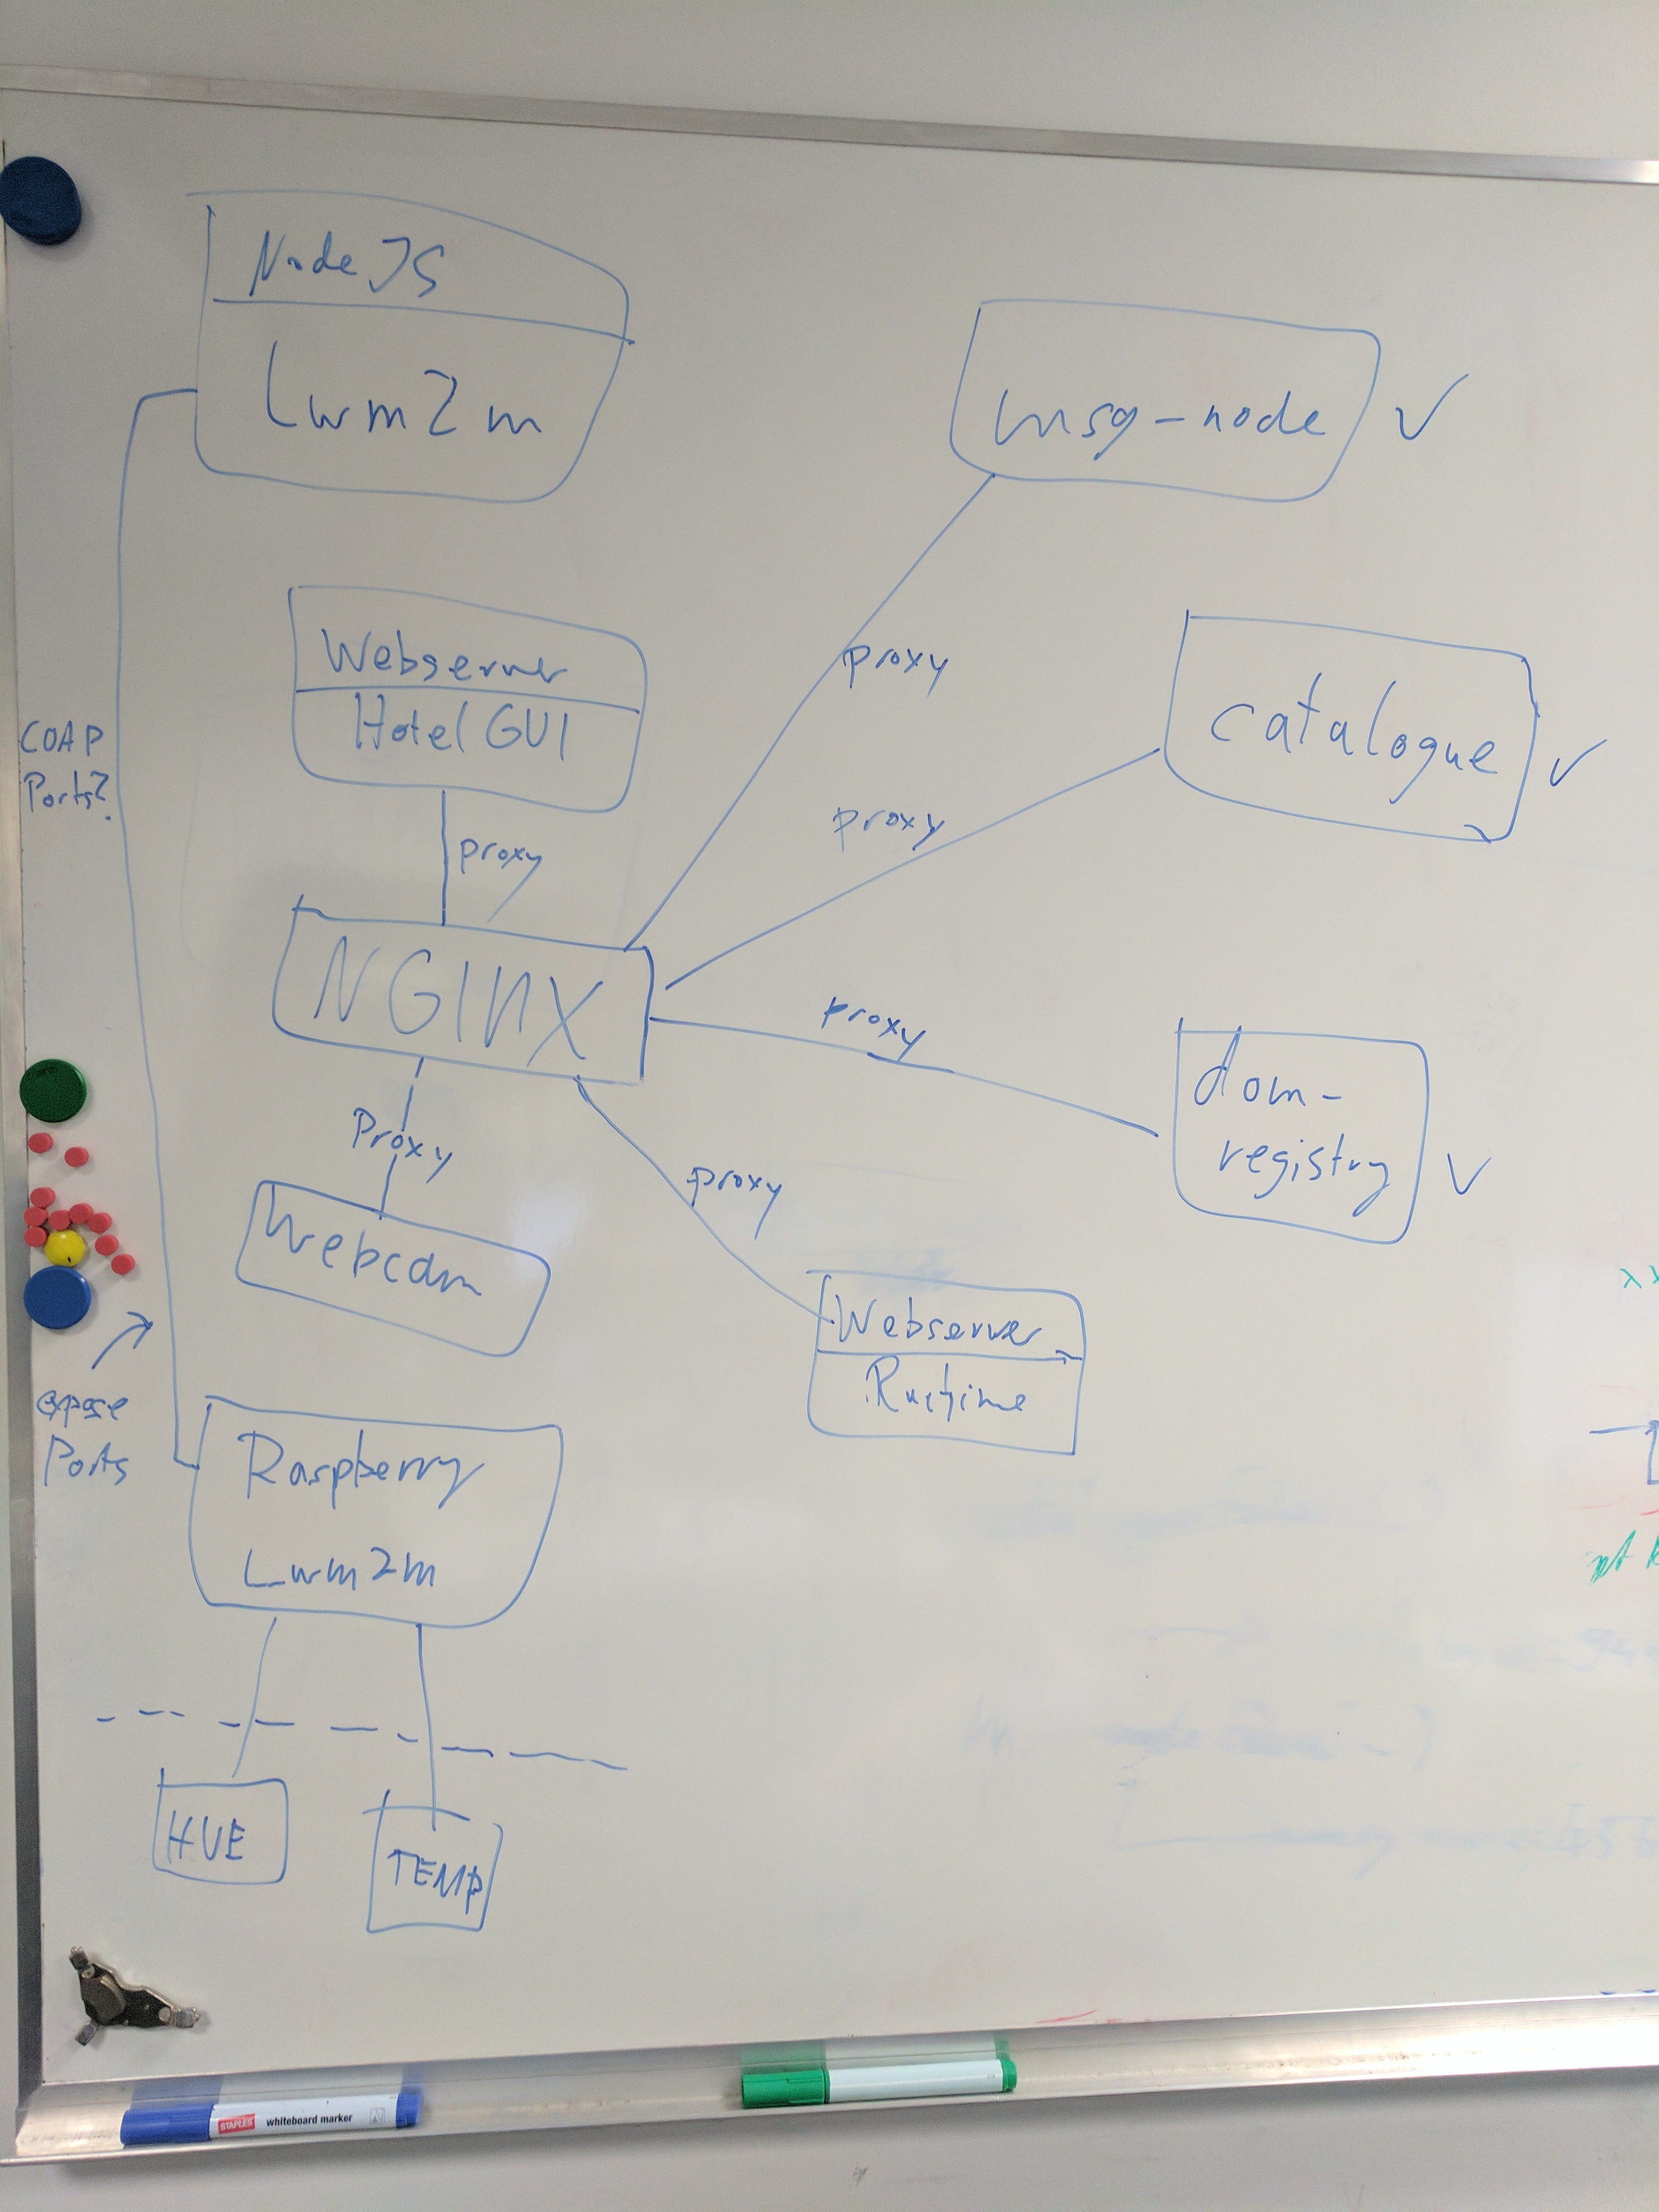 NodeJS
Lwm2m
msg-node
Webserver
Hotel GUI
proxy
catalogue
COAP
Ports?
proxy
proxy
NGINX
proxy
dom-
registry
Proxy
proxy
Webcam
Webserver
Runtime
expose
Ports
Raspberry
Lwm2m
HUE
TEMP
STAPLES
whiteboard marker